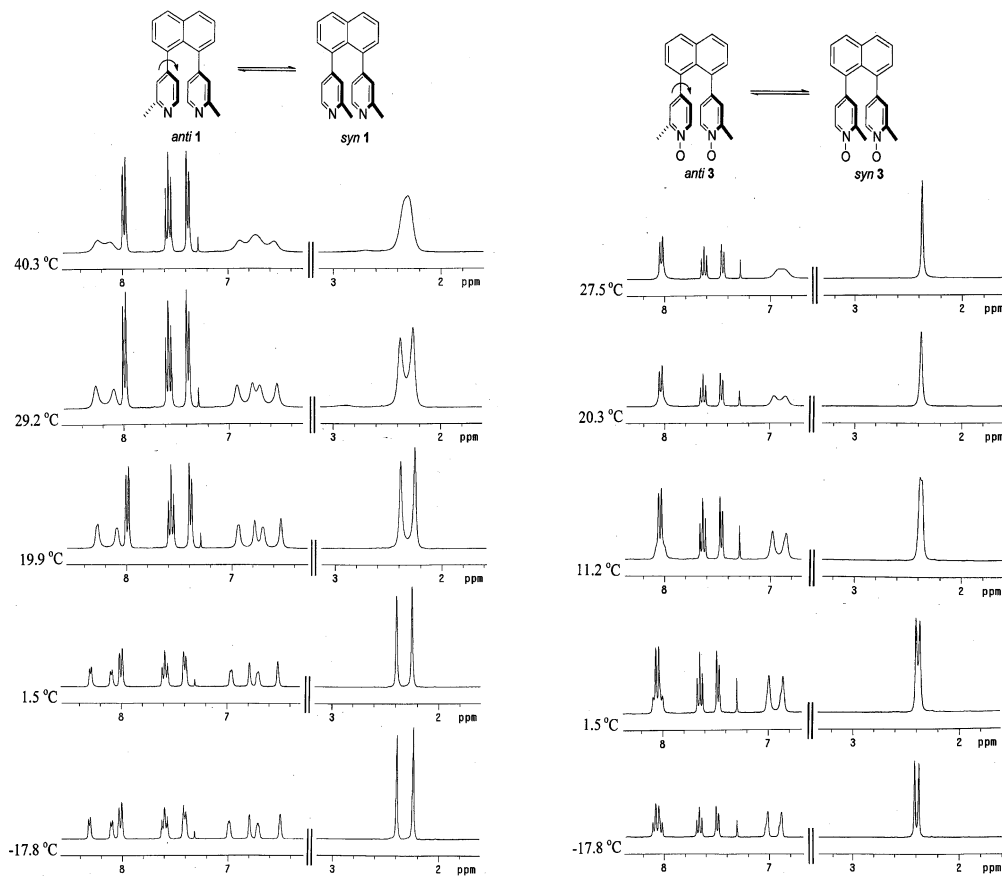 N N
anti 1
N N
syn 1
40.3 °C
8 7 3 2 ppm
29.2 °C
8 7 3 2 ppm
19.9 °C
8 7 3 2 ppm
1.5 °C
8 7 3 2 ppm
-17.8 °C
8 7 3 2 ppm
N N
O O
anti 3
N N
O O
syn 3
27.5 °C
8 7 3 2 ppm
20.3 °C
8 7 3 2 ppm
11.2 °C
8 7 3 2 ppm
1.5 °C
8 7 3 2 ppm
-17.8 °C
8 7 3 2 ppm